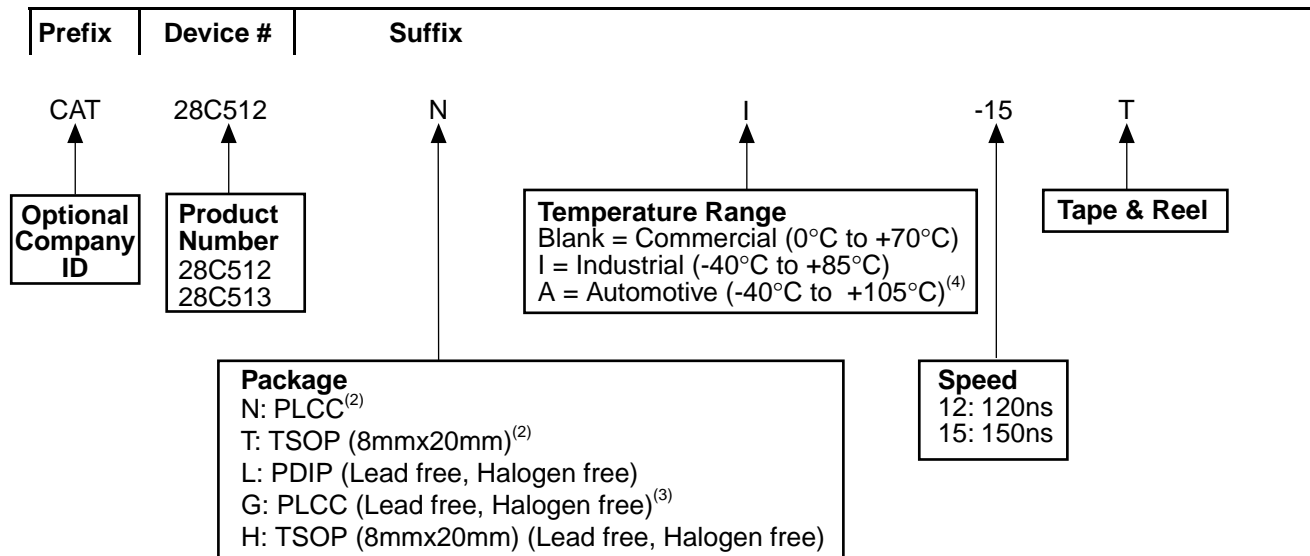 Prefix Device # Suffix
CAT 28C512 N I -15 T
Optional
Company
ID
Product
Number
28C512
28C513
Temperature Range
Blank = Commercial (0°C to +70°C)
I = Industrial (-40°C to +85°C)
A = Automotive (-40°C to +105°C)(4)
Tape & Reel
Package
N: PLCC(2)
T: TSOP (8mmx20mm)(2)
L: PDIP (Lead free, Halogen free)
G: PLCC (Lead free, Halogen free)(3)
H: TSOP (8mmx20mm) (Lead free, Halogen free)
Speed
12: 120ns
15: 150ns